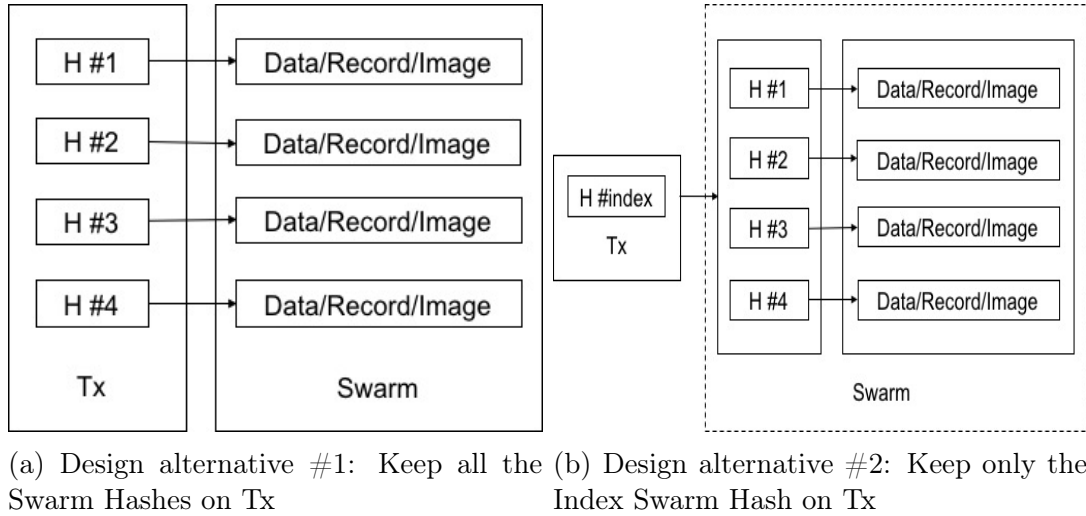 H #1
Data/Record/Image
H #2
Data/Record/Image
H #3
Data/Record/Image
H #4
Data/Record/Image
Tx
Swarm
H #index
Tx
H #1
Data/Record/Image
H #2
Data/Record/Image
H #3
Data/Record/Image
H #4
Data/Record/Image
Swarm
(a) Design alternative #1: Keep all the
Swarm Hashes on Tx
(b) Design alternative #2: Keep only the
Index Swarm Hash on Tx